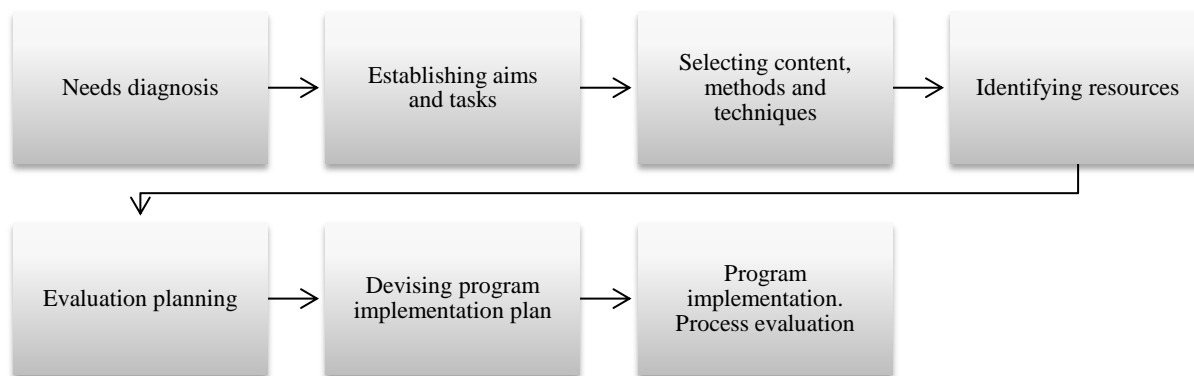 Needs diagnosis
Establishing aims
and tasks
Selecting content,
methods and
techniques
Identifying resources
Evaluation planning
Devising program
implementation plan
Program
implementation.
Process evaluation